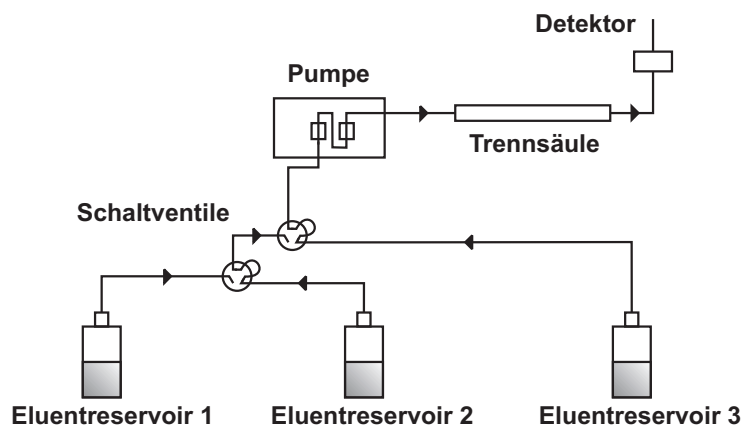 Detektor
Pumpe
Trennsäule
Schaltventile
Eluentreservoir 1
Eluentreservoir 2
Eluentreservoir 3